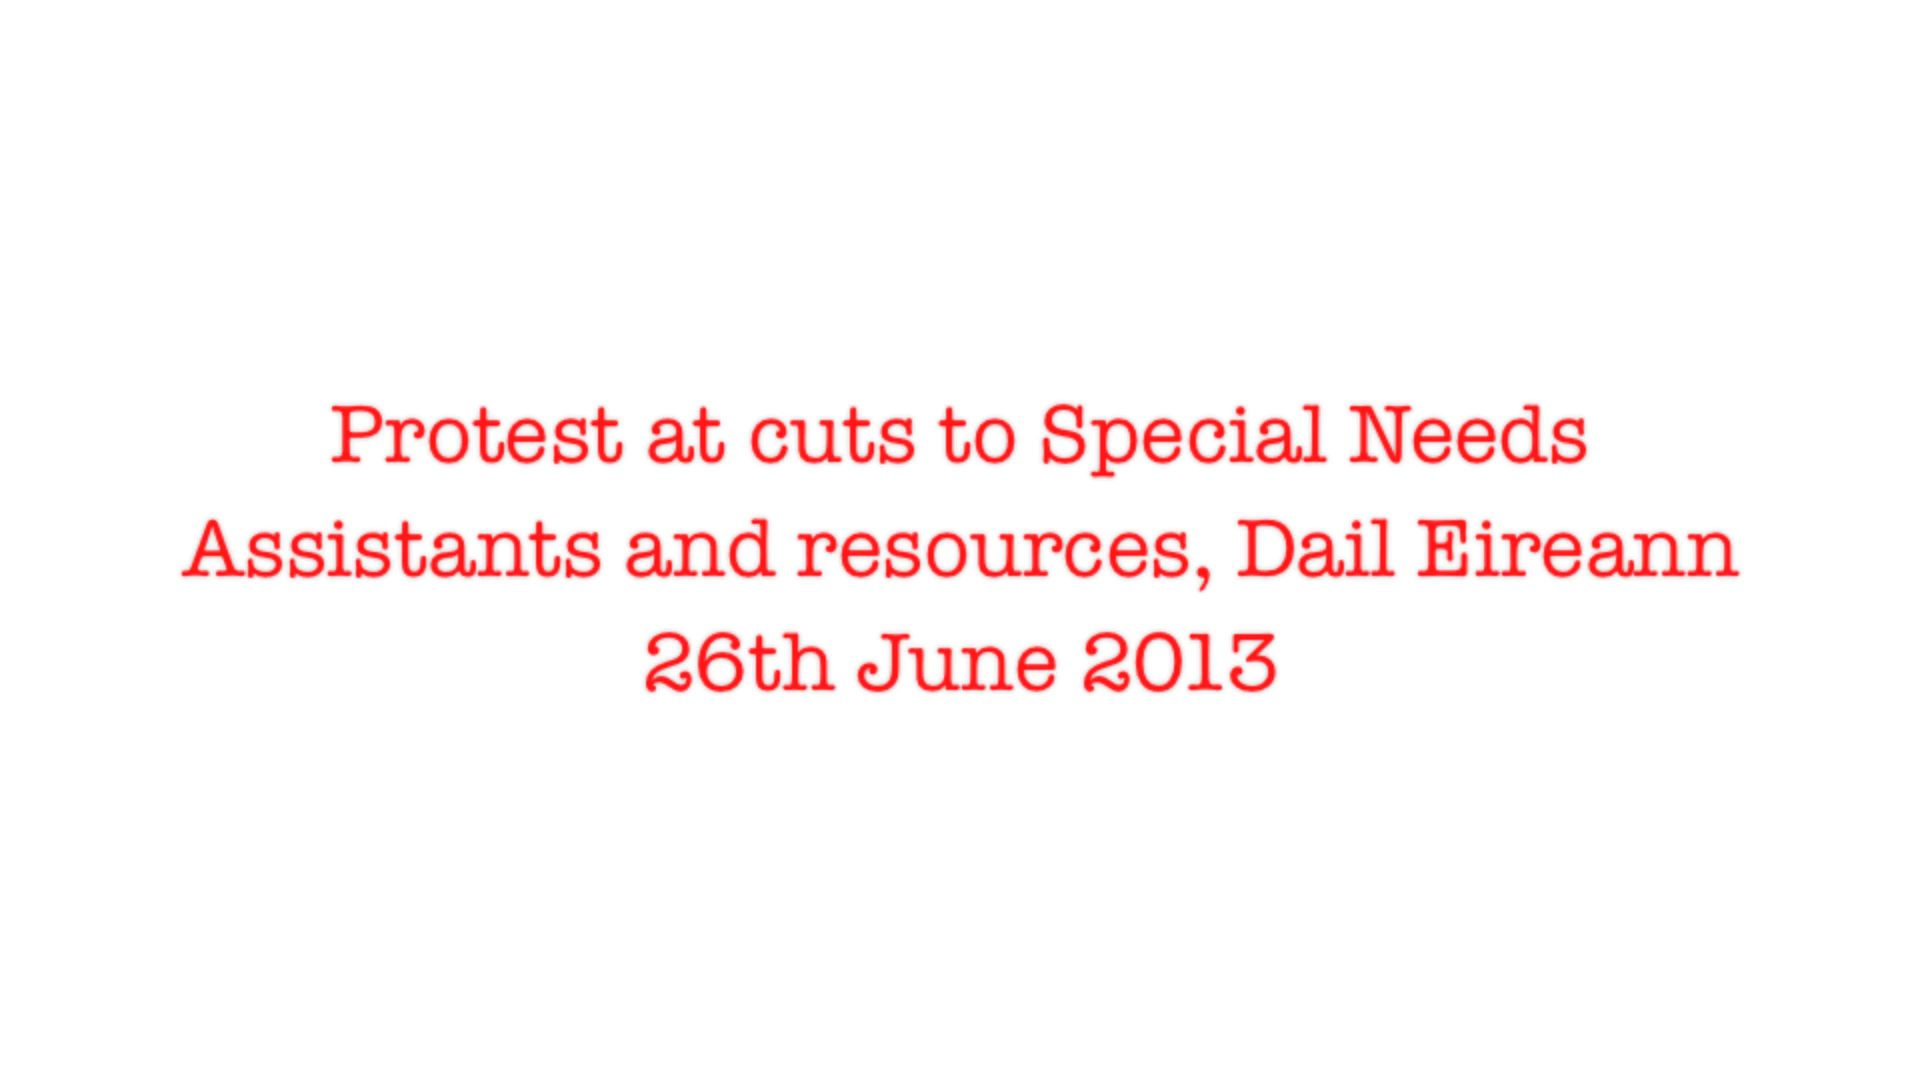 Protest at cuts to Special Needs
Assistants and resources, Dail Eireann
26th June 2013